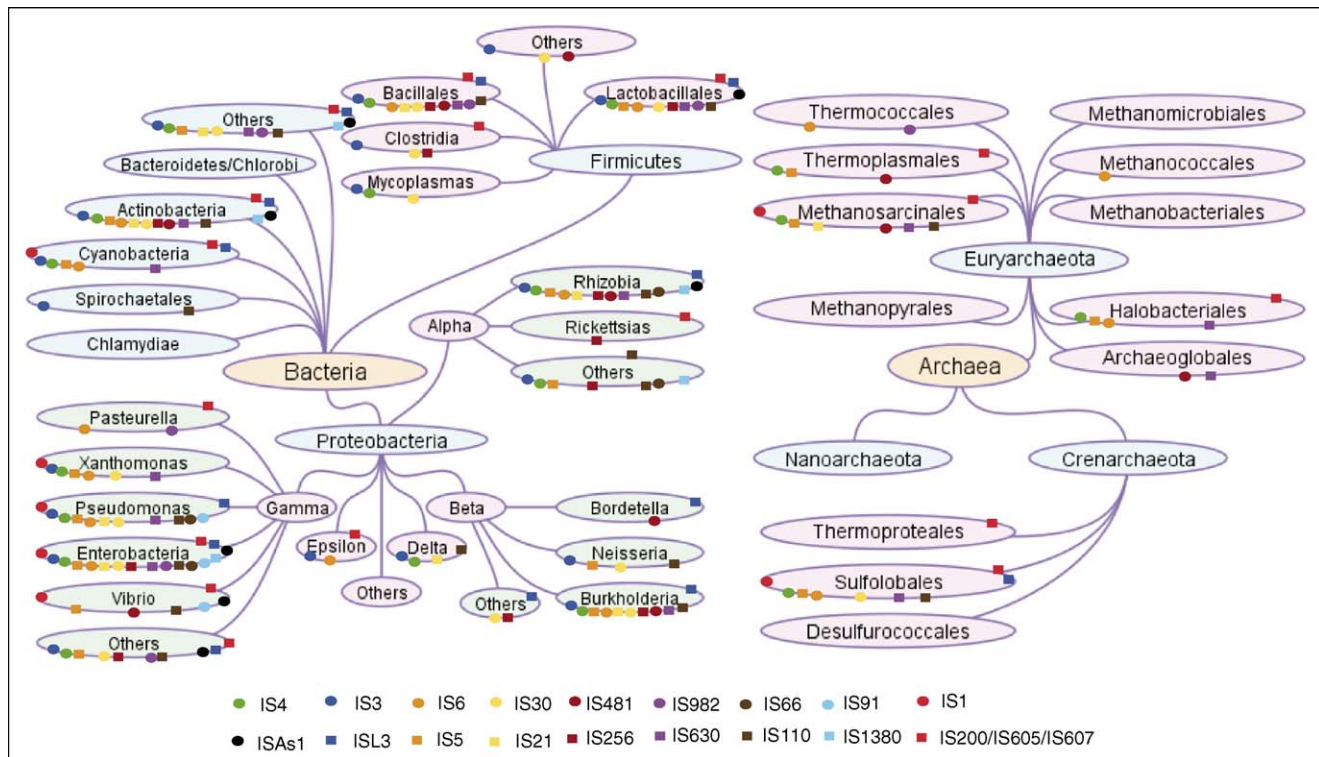 Others
Bacillales
Lactobacillales
Others
Clostridia
Firmicutes
Bacteroidetes/Chlorobi
Mycoplasmas
Actinobacteria
Cyanobacteria
Spirochaetales
Chlamydiae
Bacteria
Alpha
Rhizobia
Rickettsias
Others
Proteobacteria
Pasteurella
Xanthomonas
Pseudomonas
Enterobacteria
Vibrio
Others
Gamma
Epsilon
Others
Delta
Beta
Others
Bordetella
Neisseria
Burkholderia
Thermococcales
Thermoplasmales
Methanosarcinales
Methanomicrobiales
Methanococcales
Methanobacteriales
Euryarchaeota
Methanopyrales
Halobacteriales
Archaeoglobales
Archaea
Nanoarchaeota
Crenarchaeota
Thermoproteales
Sulfolobales
Desulfurococcales
IS4 IS3 IS6 IS30 IS481 IS982 IS66 IS91 IS1
ISAs1 ISL3 IS5 IS21 IS256 IS630 IS110 IS1380 IS200/IS605/IS607